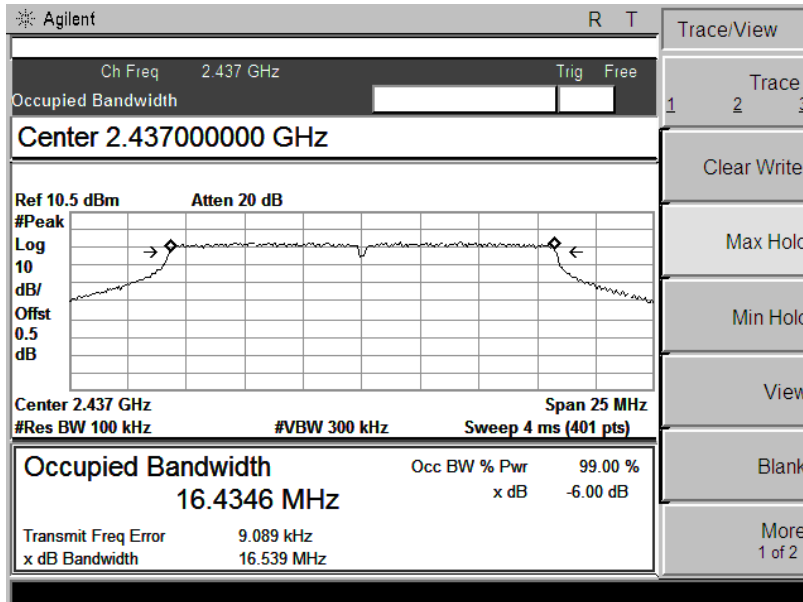 Agilent R T
Trace/View
Ch Freq 2.437 GHz Trig Free
Occupied Bandwidth
Trace
1 2 3
Center 2.437000000 GHz
Clear Write
Ref 10.5 dBm Atten 20 dB
#Peak
Log
10
dB/
Offst
0.5
dB
Max Hold
Min Hold
Center 2.437 GHz Span 25 MHz
#Res BW 100 kHz #VBW 300 kHz Sweep 4 ms (401 pts)
View
Occupied Bandwidth Occ BW % Pwr 99.00 %
16.4346 MHz x dB -6.00 dB
Blank
Transmit Freq Error 9.089 kHz
x dB Bandwidth 16.539 MHz
More
1 of 2